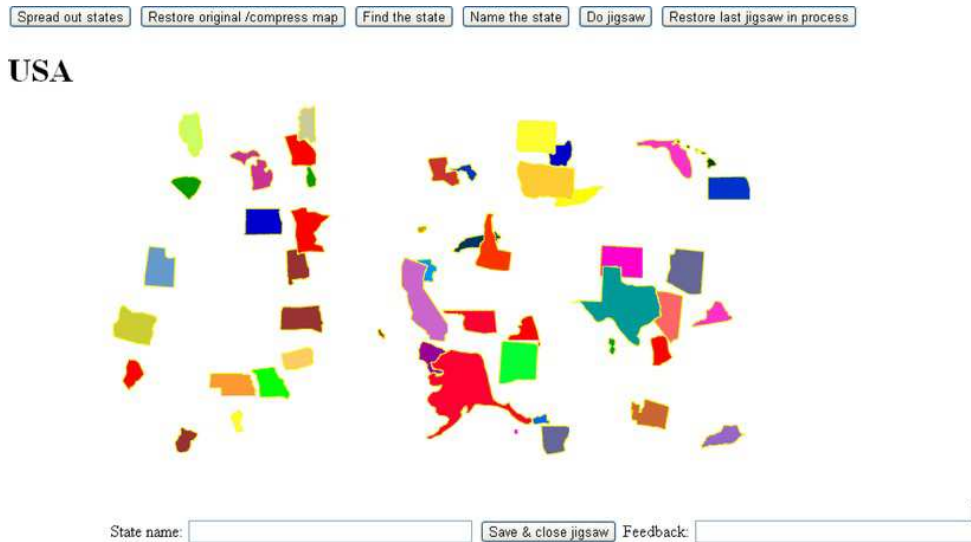 Spread out states Restore original /compress map Find the state Name the state Do jigsaw Restore last jigsaw in process
USA
State name: Save & close jigsaw Feedback: